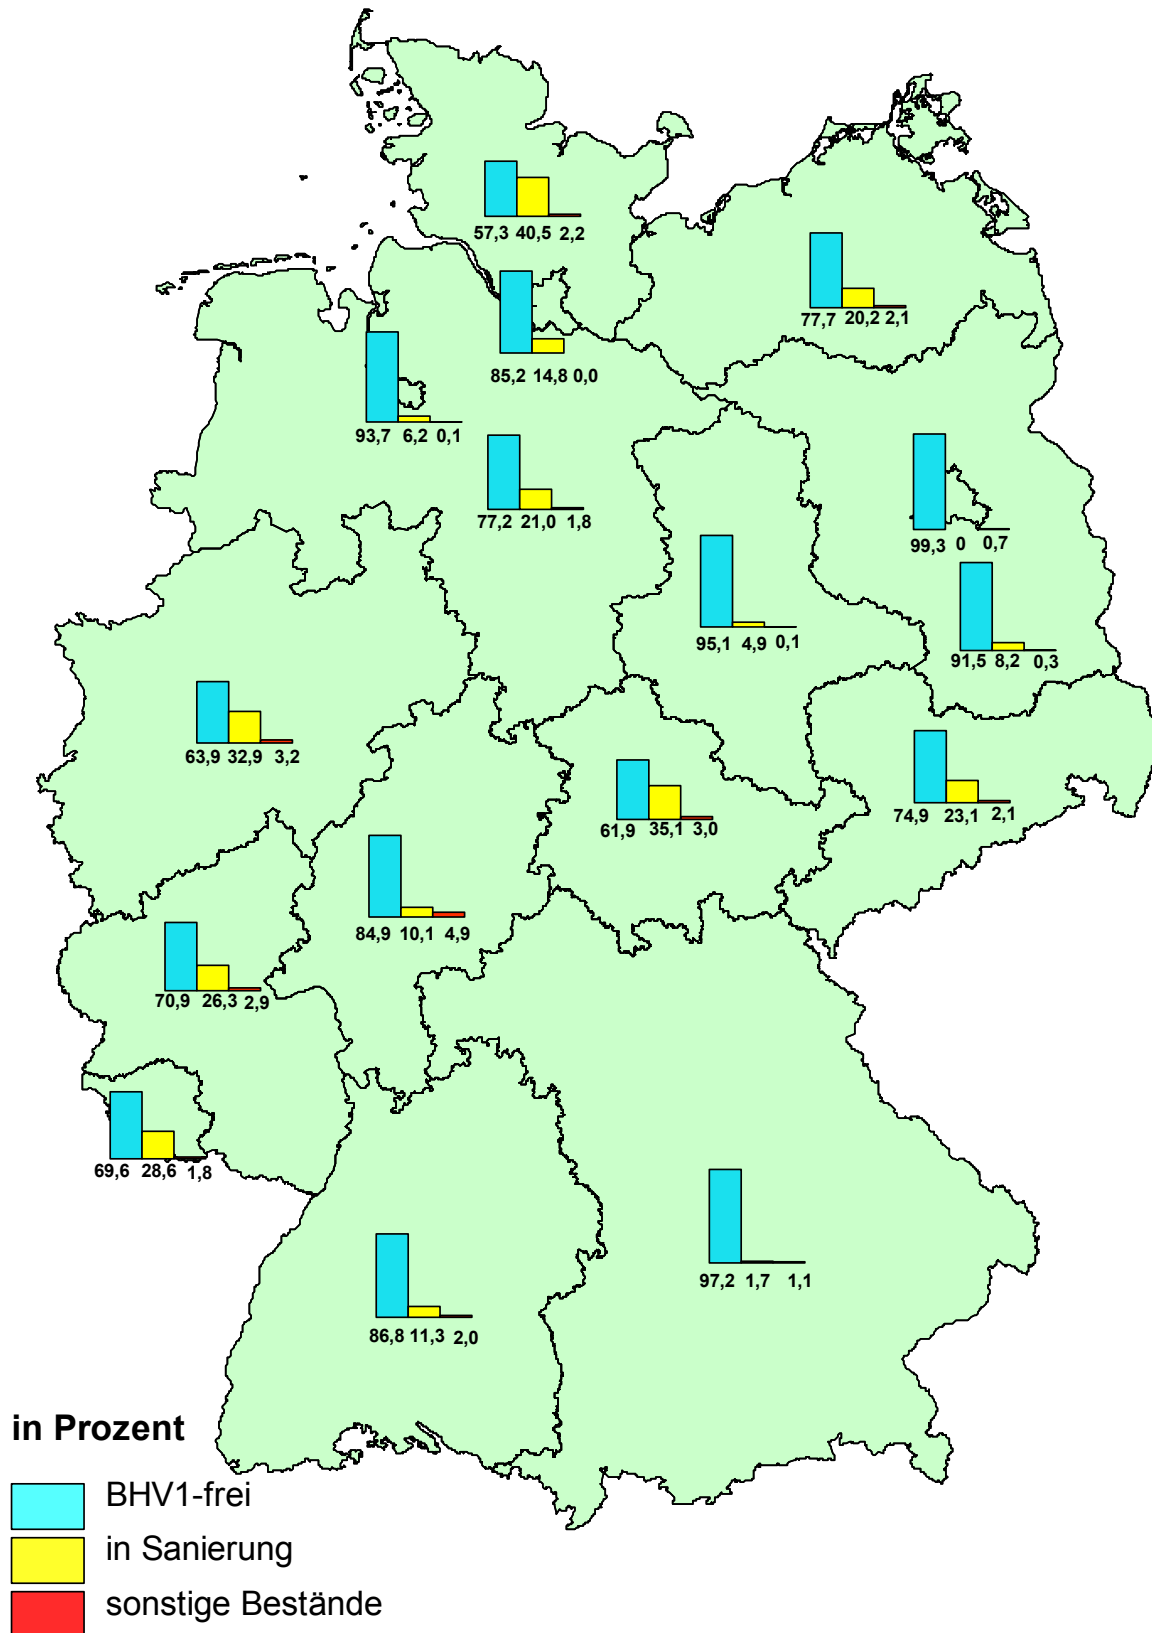 57,3 40,5 2,2
77,7 20,2 2,1
85,2 14,8 0,0
93,7 6,2 0,1
77,2 21,0 1,8
99,3 0 0,7
95,1 4,9 0,1
91,5 8,2 0,3
63,9 32,9 3,2
61,9 35,1 3,0
74,9 23,1 2,1
84,9 10,1 4,9
70,9 26,3 2,9
69,6 28,6 1,8
97,2 1,7 1,1
86,8 11,3 2,0
in Prozent
BHV1-frei
in Sanierung
sonstige Bestände